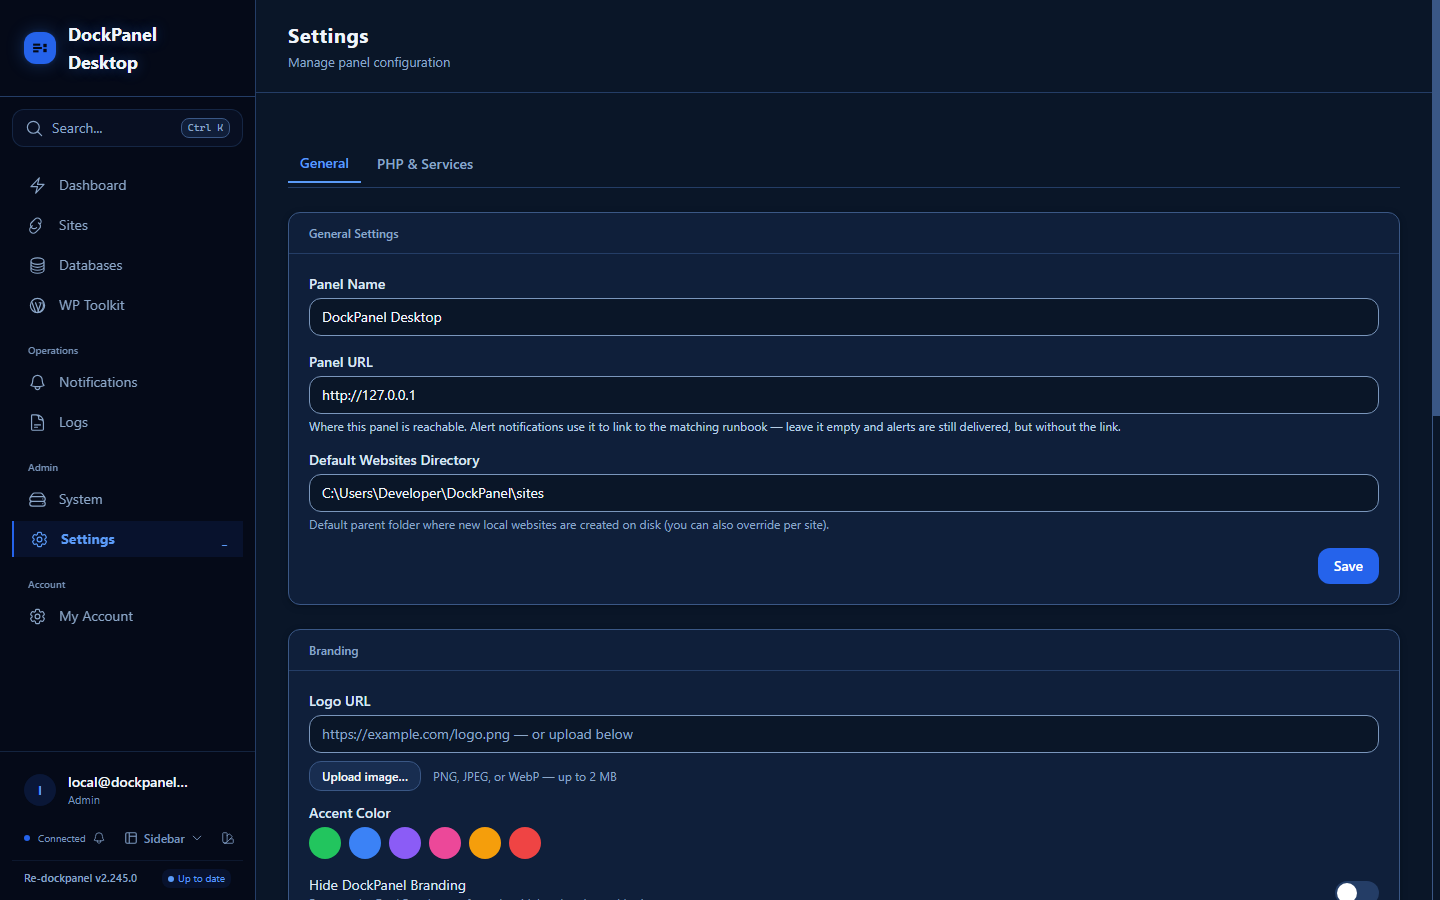 DockPanel
Desktop
Search...
Ctrl K
Dashboard
Sites
Databases
WP Toolkit
Operations
Notifications
Logs
Admin
System
Settings
_
Account
My Account
I
local@dockpanel...
Admin
Connected
Sidebar
Re-dockpanel v2.245.0
Up to date
Settings
Manage panel configuration
General
PHP & Services
General Settings
Panel Name
DockPanel Desktop
Panel URL
http://127.0.0.1
Where this panel is reachable. Alert notifications use it to link to the matching runbook — leave it empty and alerts are still delivered, but without the link.
Default Websites Directory
C:\Users\Developer\DockPanel\sites
Default parent folder where new local websites are created on disk (you can also override per site).
Save
Branding
Logo URL
https://example.com/logo.png — or upload below
Upload image...
PNG, JPEG, or WebP — up to 2 MB
Accent Color
Hide DockPanel Branding